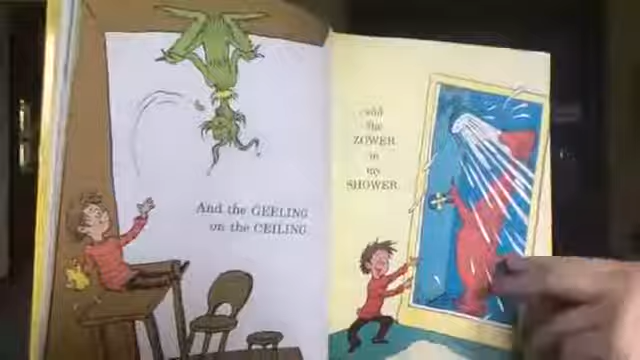 And the GEELING
on the CEILING.
and
the
ZOWER
in
my
SHOWER.